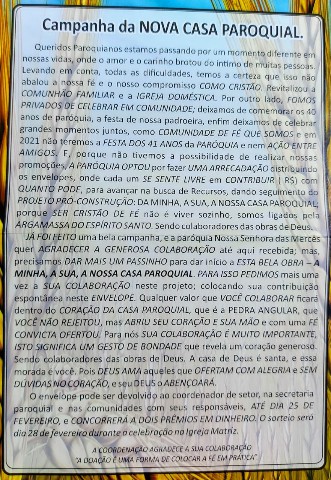 Campanha da NOVA CASA PAROQUIAL.
Queridos Paroquianos estamos passando por um momento diferente em
nossas vidas, onde o amor e o carinho brotou do íntimo de muitas pessoas.
Levando em conta, todas as dificuldades, temos a certeza que isso não
abalou nossa fé e o nosso compromisso COMO CRISTÃO. Revitalizou a
COMUNHÃO FAMILIAR e a IGREJA DOMÉSTICA. Por outro lado, FOMOS
PRIVADOS DE CELEBRAR EM COMUNIDADE; deixamos de comemorar os 40
anos de paróquia, a festa de nossa padroeira, enfim deixamos de celebrar
grandes momentos juntos, como COMUNIDADE DE FÉ QUE SOMOS e em
2021 não teremos a FESTA DOS 41 ANOS da PARÓQUIA e nem AÇÃO ENTRE
AMIGOS. E, porque não tivemos a possibilidade de realizar nossas
promoções, A PARÓQUIA OPTOU por fazer UMA ARRECADAÇÃO distribuindo
os envelopes, onde cada um SE SENTE LIVRE em CONTRIBUIR (R$) COM
QUANTO PODE, para avançar na busca de Recursos, dando seguimento do
PROJETO PRÓ-CONSTRUÇÃO: DA MINHA, A SUA, A NOSSA CASA PAROQUIAL;
porque SER CRISTÃO DE FÉ não é viver sozinho, somos ligados pela
ARGAMASSA DO ESPÍRITO SANTO. Sendo colaboradores das obras de Deus.
JÁ FOI FEITO uma bela campanha, e a paróquia Nossa Senhora das Mercês
quer AGRADECER A GENEROSA COLABORAÇÃO até aqui recebida, mas,
precisamos DAR MAIS UM PASSINHO para dar início a ESTA BELA OBRA – A
MINHA, A SUA, A NOSSA CASA PAROQUIAL. PARA ISSO PEDIMOS mais uma
vez a SUA COLABORAÇÃO neste projeto; colocando sua contribuição
espontânea neste ENVELOPE. Qualquer valor que VOCÊ COLABORAR ficará
dentro do CORAÇÃO DA CASA PAROQUIAL, que é a PEDRA ANGULAR, que
VOCÊ NÃO REJEITOU, mas ABRIU SEU CORAÇÃO E SUA MÃO e com uma FÉ
CONVICTA OFERTOU. Para nós SUA COLABORAÇÃO É MUITO IMPORTANTE,
ISTO SIGNIFICA UM GESTO DE BONDADE que revela um coração generoso.
Sendo colaboradores das obras de Deus. A casa de Deus é santa, e essa
morada é você. Pois DEUS AMA aqueles que OFERTAM COM ALEGRIA e SEM
DÚVIDAS NO CORAÇÃO, e seu DEUS o ABENÇOARÁ.
O envelope pode ser devolvido ao coordenador de setor, na secretaria
paroquial e nas comunidades com seus responsáveis, ATÉ DIA 25 DE
FEVEREIRO, e CONCORRERÁ A DOIS PRÊMIOS EM DINHEIRO. O sorteio será
dia 28 de fevereiro durante a celebração na Igreja Matriz.
A COORDENAÇÃO AGRADECE A SUA COLABORAÇÃO
"A DOAÇÃO É UMA FORMA DE COLOCAR A FÉ EM PRÁTICA"